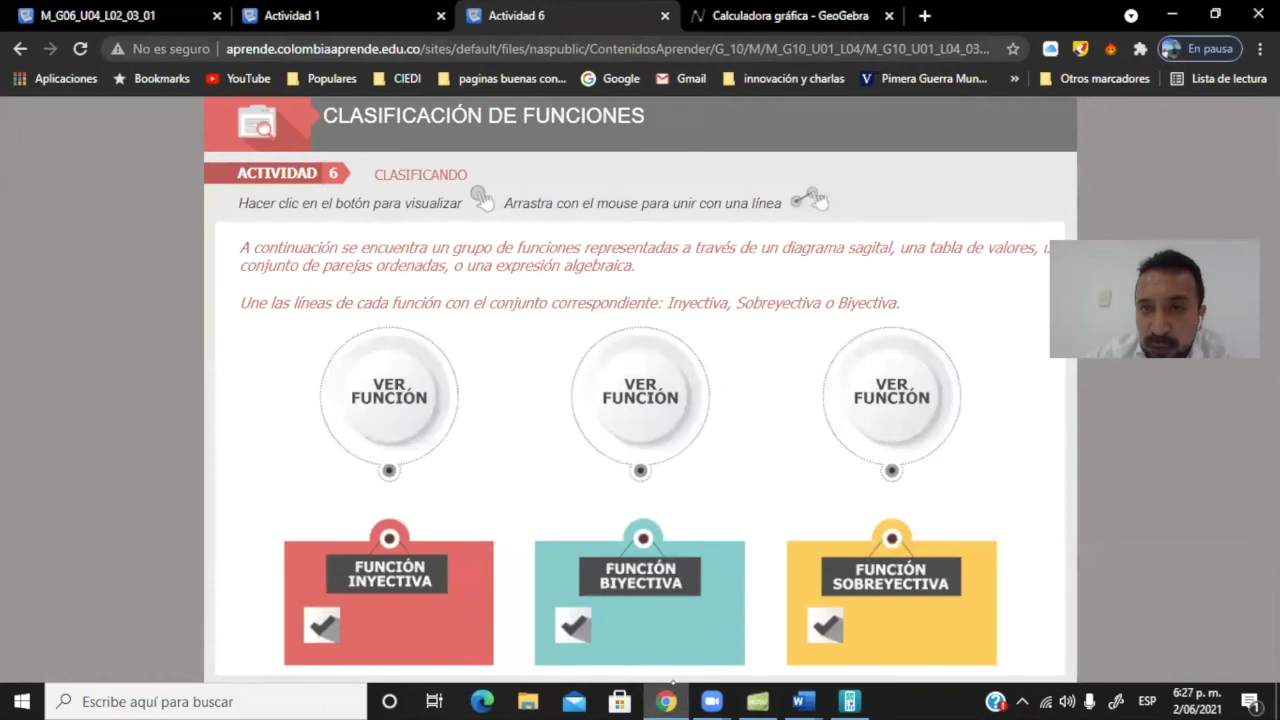 M_G06_U04_L02_03_01
Actividad 1
Actividad 6
Calculadora gráfica - GeoGebra
No es seguro
aprende.colombiaaprende.edu.co/sites/default/files/naspublic/ContenidosAprender/G_10/M/M_G10_U01_L04/M_G10_U01_L04_03...
En pausa
Aplicaciones
Bookmarks
YouTube
Populares
CIEDI
paginas buenas con...
Google
Gmail
innovación y charlas
Pimera Guerra Mun...
»
Otros marcadores
Lista de lectura
CLASIFICACIÓN DE FUNCIONES
ACTIVIDAD 6
CLASIFICANDO
Hacer clic en el botón para visualizar
Arrastra con el mouse para unir con una línea
A continuación se encuentra un grupo de funciones representadas a través de un diagrama sagital, una tabla de valores,
conjunto de parejas ordenadas, o una expresión algebraica.
Une las líneas de cada función con el conjunto correspondiente: Inyectiva, Sobreyectiva o Biyectiva.
VER
FUNCIÓN
VER
FUNCIÓN
VER
FUNCIÓN
FUNCIÓN
INYECTIVA
FUNCIÓN
BIYECTIVA
FUNCIÓN
SOBREYECTIVA
Escribe aquí para buscar
ESP
6:27 p. m.
2/06/2021
1